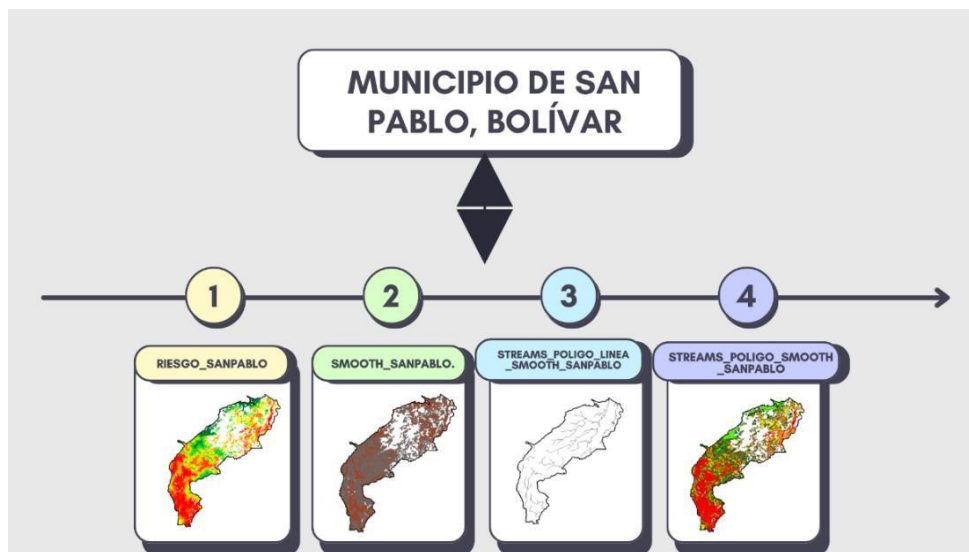 MUNICIPIO DE SAN
PABLO, BOLÍVAR
1
2
3
4
RIESGO_SANPABLO
SMOOTH_SANPABLO.
STREAMS_POLIGO_LINEA
_SMOOTH_SANPABLO
STREAMS_POLIGO_SMOOTH
_SANPABLO